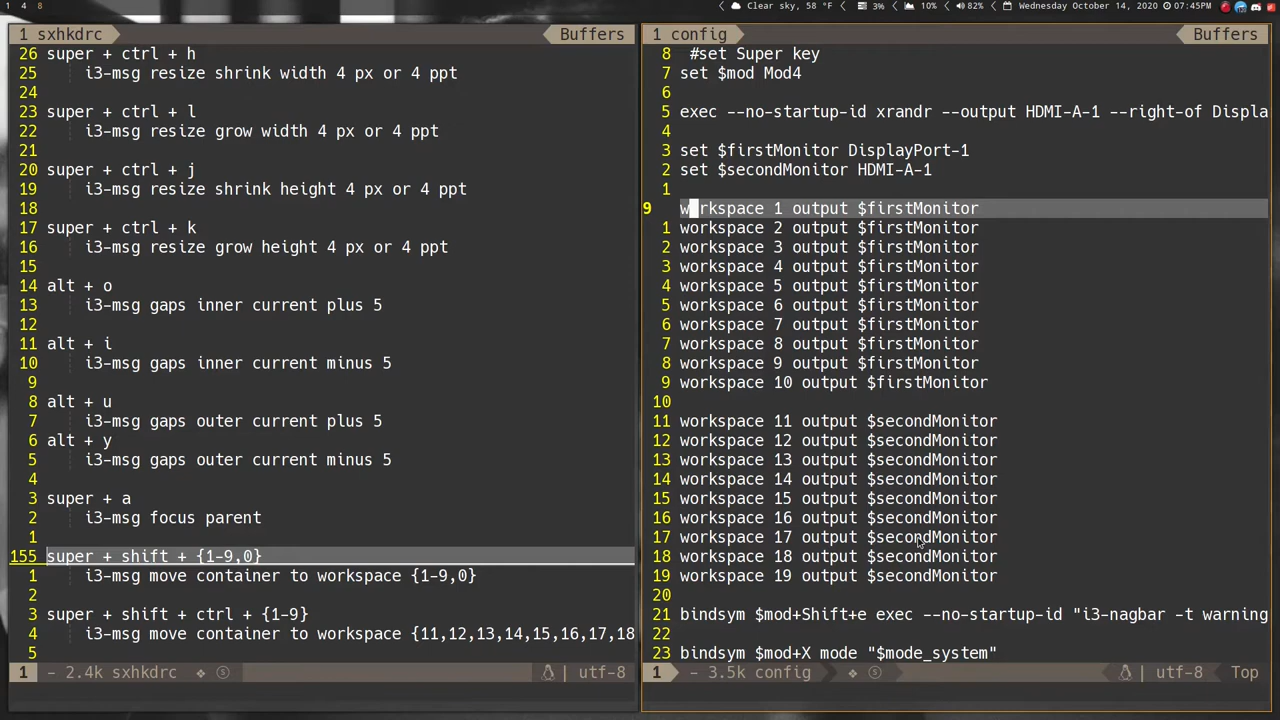 1 4 8
Clear sky, 58 °F
3%
10%
82%
Wednesday October 14, 2020
07:45PM
1 sxhkdrc
Buffers
26 super + ctrl + h
25 i3-msg resize shrink width 4 px or 4 ppt
24
23 super + ctrl + l
22 i3-msg resize grow width 4 px or 4 ppt
21
20 super + ctrl + j
19 i3-msg resize shrink height 4 px or 4 ppt
18
17 super + ctrl + k
16 i3-msg resize grow height 4 px or 4 ppt
15
14 alt + o
13 i3-msg gaps inner current plus 5
12
11 alt + i
10 i3-msg gaps inner current minus 5
9
8 alt + u
7 i3-msg gaps outer current plus 5
6 alt + y
5 i3-msg gaps outer current minus 5
4
3 super + a
2 i3-msg focus parent
1
155 super + shift + {1-9,0}
1 i3-msg move container to workspace {1-9,0}
2
3 super + shift + ctrl + {1-9}
4 i3-msg move container to workspace {11,12,13,14,15,16,17,18
5
1 - 2.4k sxhkdrc
utf-8
1 config
Buffers
8 #set Super key
7 set $mod Mod4
6
5 exec --no-startup-id xrandr --output HDMI-A-1 --right-of Displa
4
3 set $firstMonitor DisplayPort-1
2 set $secondMonitor HDMI-A-1
1
9 workspace 1 output $firstMonitor
1 workspace 2 output $firstMonitor
2 workspace 3 output $firstMonitor
3 workspace 4 output $firstMonitor
4 workspace 5 output $firstMonitor
5 workspace 6 output $firstMonitor
6 workspace 7 output $firstMonitor
7 workspace 8 output $firstMonitor
8 workspace 9 output $firstMonitor
9 workspace 10 output $firstMonitor
10
11 workspace 11 output $secondMonitor
12 workspace 12 output $secondMonitor
13 workspace 13 output $secondMonitor
14 workspace 14 output $secondMonitor
15 workspace 15 output $secondMonitor
16 workspace 16 output $secondMonitor
17 workspace 17 output $secondMonitor
18 workspace 18 output $secondMonitor
19 workspace 19 output $secondMonitor
20
21 bindsym $mod+Shift+e exec --no-startup-id "i3-nagbar -t warning
22
23 bindsym $mod+X mode "$mode_system"
1 - 3.5k config
utf-8
Top